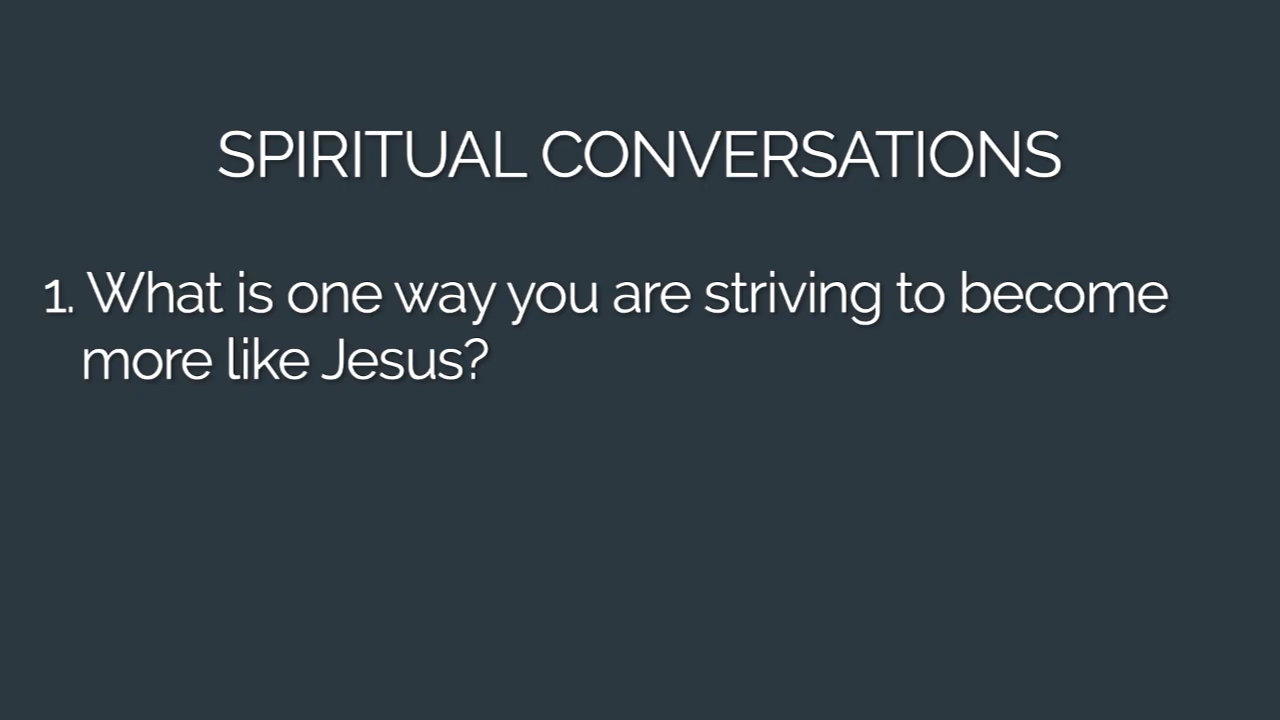 SPIRITUAL CONVERSATIONS
1. What is one way you are striving to become
more like Jesus?